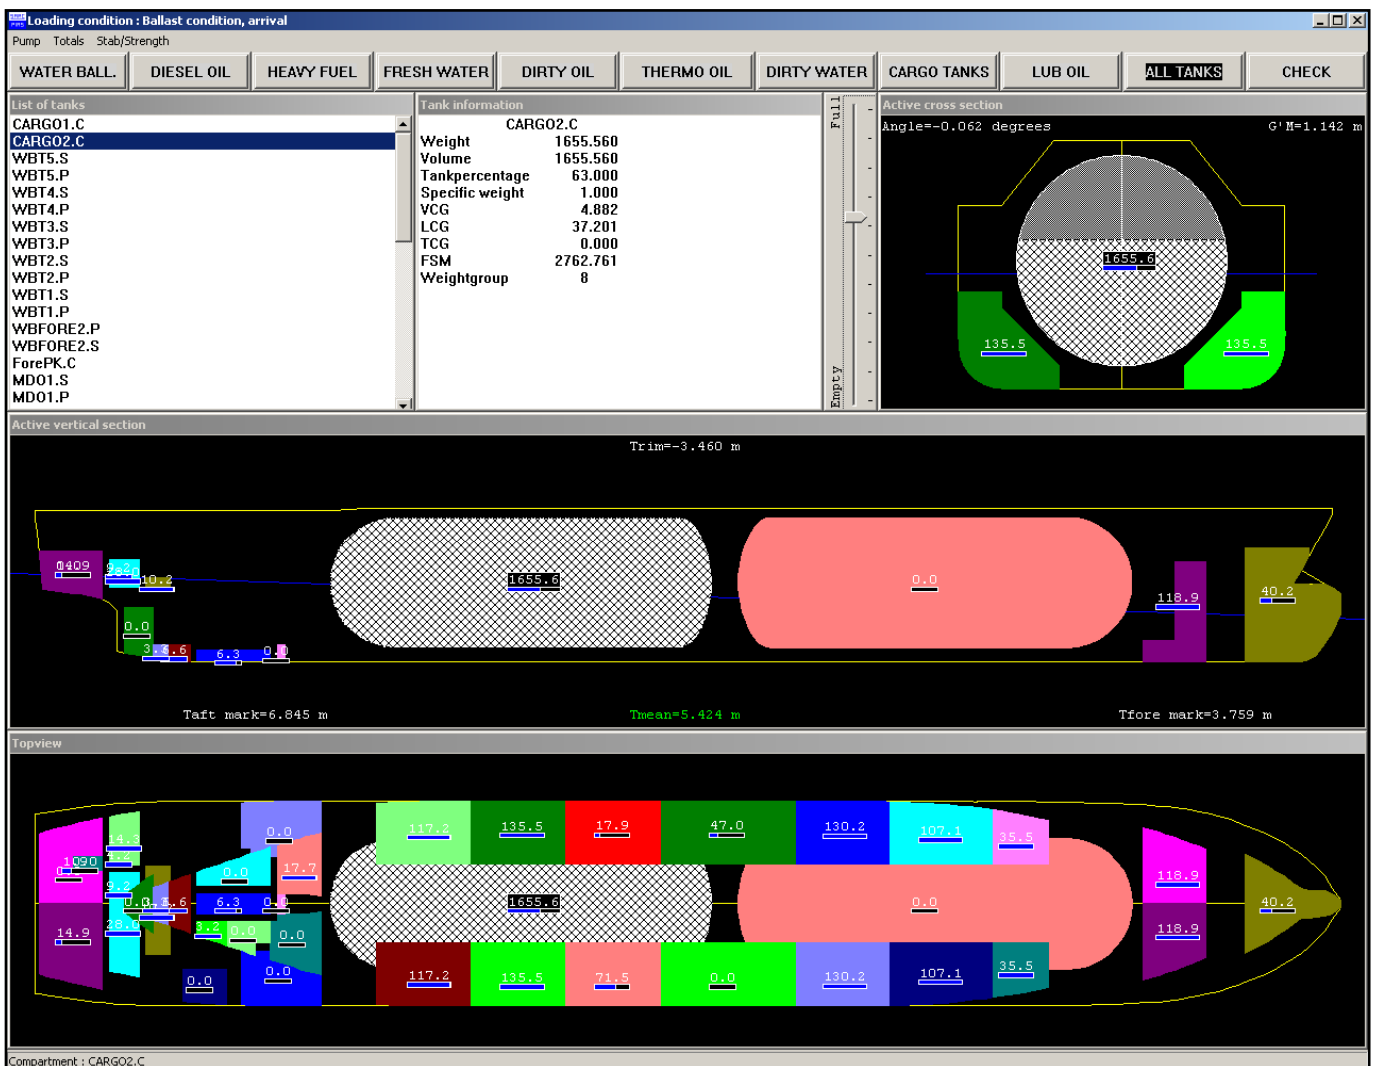 Loading condition : Ballast condition, arrival
Pump Totals Stab/Strength
WATER BALL. DIESEL OIL HEAVY FUEL FRESH WATER DIRTY OIL THERMO OIL DIRTY WATER CARGO TANKS LUB OIL ALL TANKS CHECK
List of tanks
CARGO1.C
CARGO2.C
WBT5.S
WBT5.P
WBT4.S
WBT4.P
WBT3.S
WBT3.P
WBT2.S
WBT2.P
WBT1.S
WBT1.P
WBFORE2.P
WBFORE2.S
ForePK.C
MDO1.S
MDO1.P
Tank information
CARGO2.C
Weight 1655.560
Volume 1655.560
Tankpercentage 63.000
Specific weight 1.000
VCG 4.882
LCG 37.201
TCG 0.000
FSM 2762.761
Weightgroup 8
Full
Empty
Active cross section
Angle=-0.062 degrees G'M=1.142 m
1655.6
135.5 135.5
Active vertical section
Trim=-3.460 m
10.2 1655.6 0.0 118.9 40.2
0.0
6.3 0.0
Taft mark=6.845 m Tmean=5.424 m Tfore mark=3.759 m
Topview
14.3 0.0 117.2 135.5 17.9 47.0 130.2 107.1 35.5
17.7 0.0 118.9
9.2 6.3 0.0 1655.6 0.0 40.2
14.9 28.0 3.2 0.0 0.0 118.9
0.0 0.0 117.2 135.5 71.5 0.0 130.2 107.1 35.5
Compartment : CARGO2.C